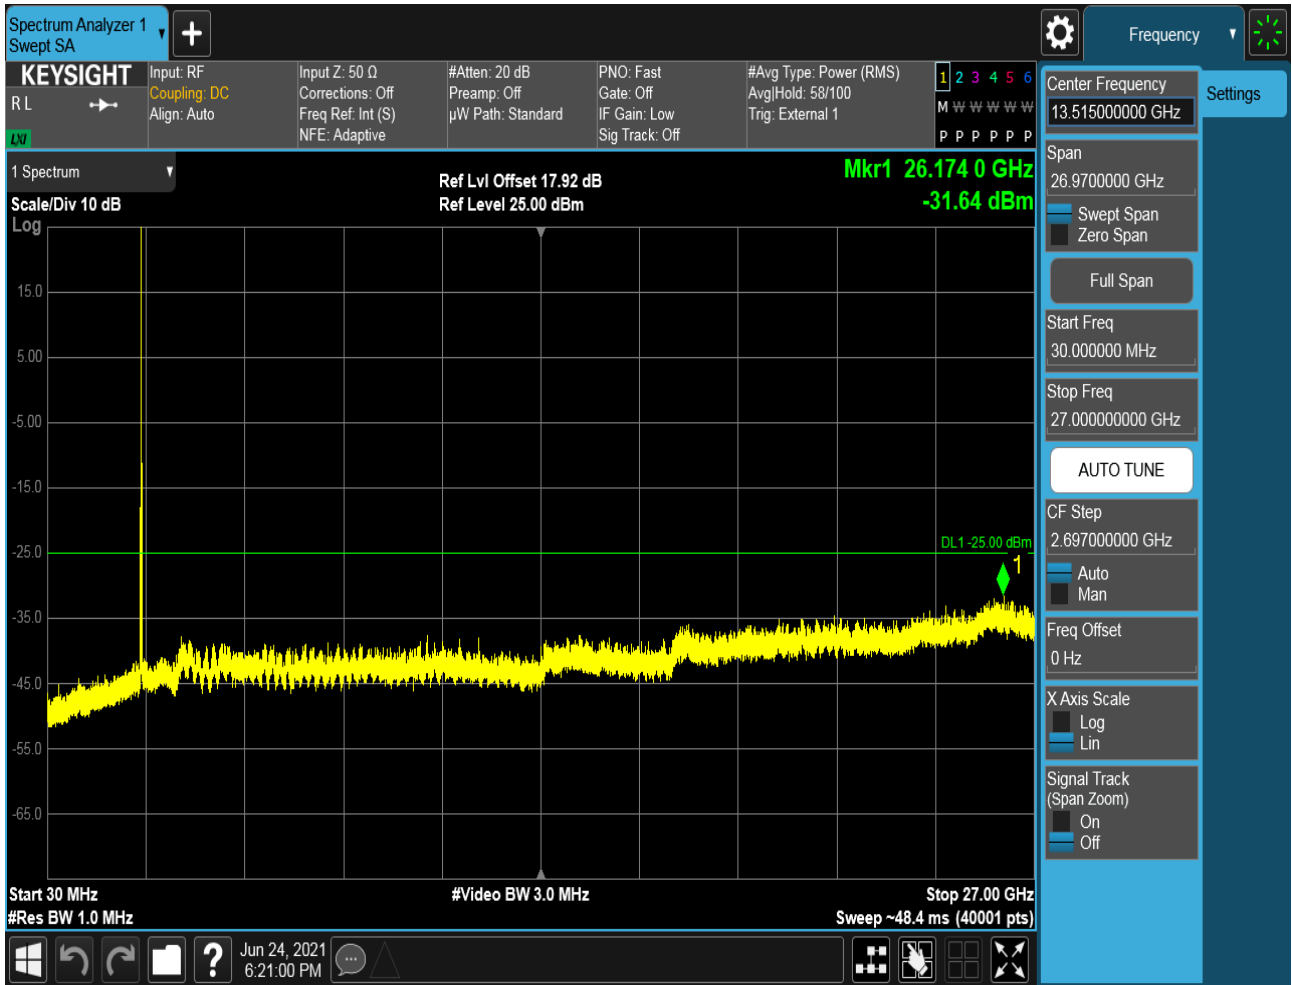 Spectrum Analyzer 1
Swept SA
Frequency
KEYSIGHT
R L
LXI
Input: RF
Coupling: DC
Align: Auto
Input Z: 50 Ω
Corrections: Off
Freq Ref: Int (S)
NFE: Adaptive
#Atten: 20 dB
Preamp: Off
µW Path: Standard
PNO: Fast
Gate: Off
IF Gain: Low
Sig Track: Off
#Avg Type: Power (RMS)
Avg|Hold: 58/100
Trig: External 1
1 2 3 4 5 6
M W W W W W
P P P P P P
1 Spectrum
Scale/Div 10 dB
Log
Ref Lvl Offset 17.92 dB
Ref Level 25.00 dBm
Mkr1 26.174 0 GHz
-31.64 dBm
15.0
5.00
-5.00
-15.0
-25.0
-35.0
-45.0
-55.0
-65.0
DL1 -25.00 dBm
1
Start 30 MHz
#Res BW 1.0 MHz
#Video BW 3.0 MHz
Stop 27.00 GHz
Sweep ~48.4 ms (40001 pts)
Center Frequency
13.515000000 GHz
Settings
Span
26.9700000 GHz
Swept Span
Zero Span
Full Span
Start Freq
30.000000 MHz
Stop Freq
27.000000000 GHz
AUTO TUNE
CF Step
2.697000000 GHz
Auto
Man
Freq Offset
0 Hz
X Axis Scale
Log
Lin
Signal Track
(Span Zoom)
On
Off
?
Jun 24, 2021
6:21:00 PM